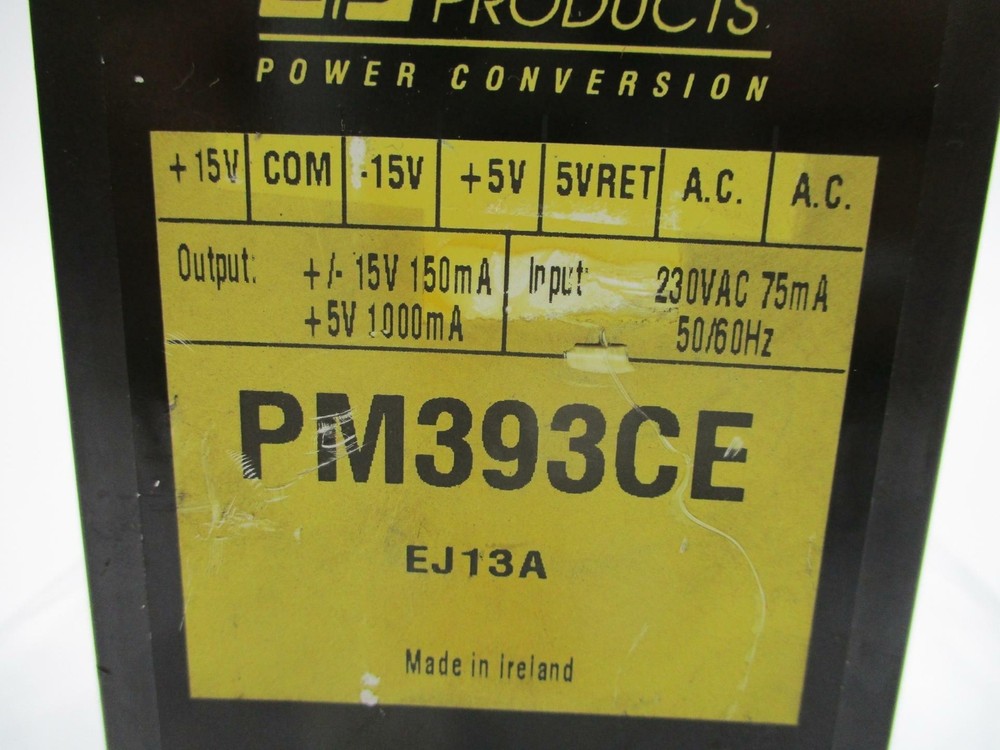 PRODUCTS
POWER CONVERSION
+15V COM -15V +5V 5VRET A.C. A.C.
Output: +/- 15V 150mA Input: 230VAC 75mA
+5V 1000mA 50/60Hz
PM393CE
EJ13A
Made in Ireland